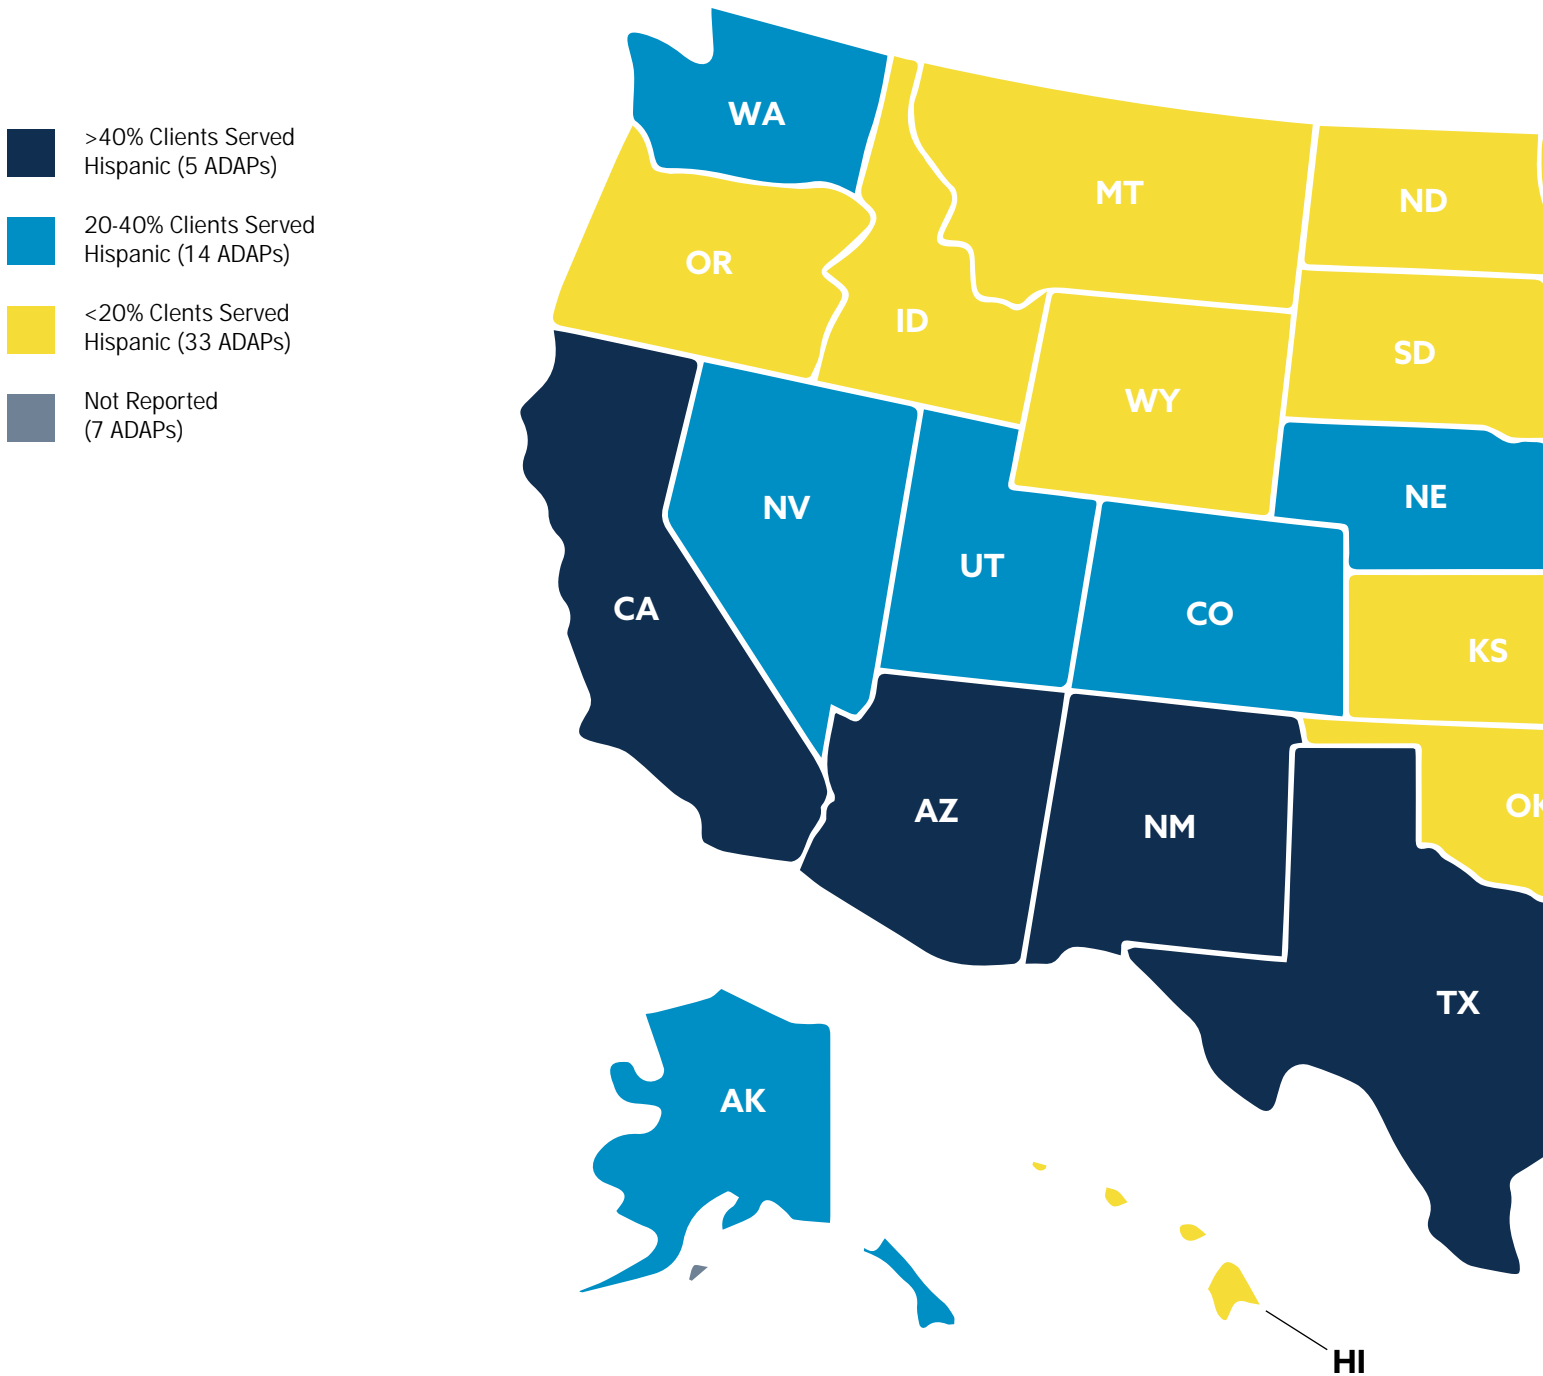 >40% Clients Served
Hispanic (5 ADAPs)
20-40% Clients Served
Hispanic (14 ADAPs)
<20% Clients Served
Hispanic (33 ADAPs)
Not Reported
(7 ADAPs)
WA
MT
ND
OR
ID
SD
WY
NE
NV
UT
CO
CA
KS
AZ
NM
OK
TX
AK
HI